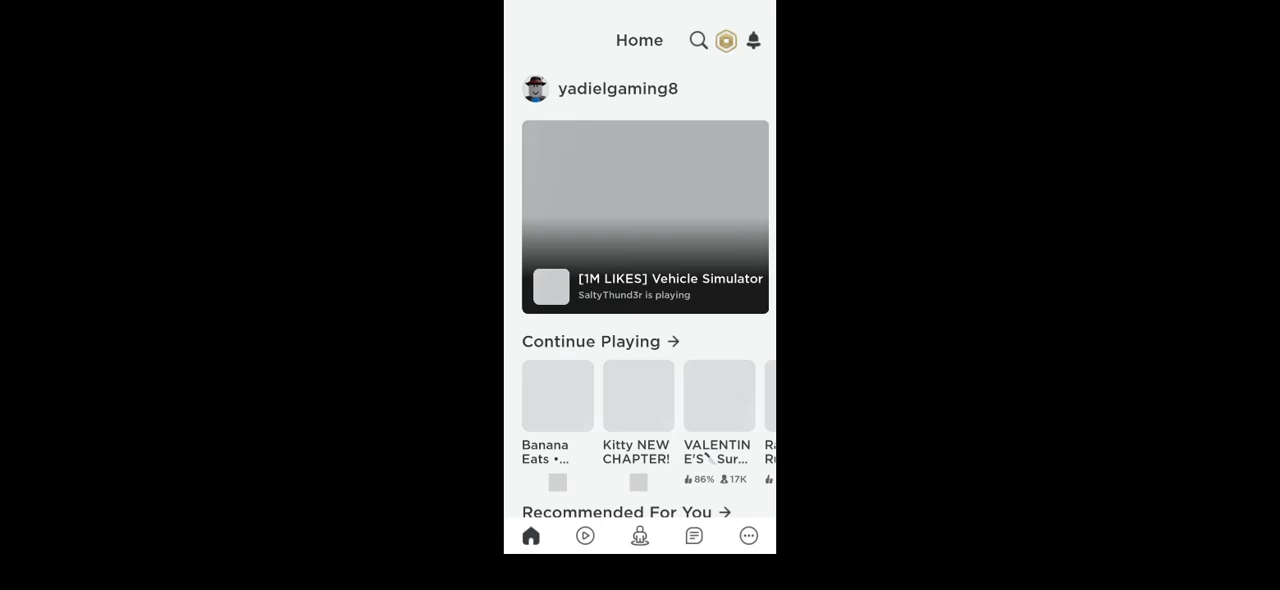 Home
yadielgaming8
[1M LIKES] Vehicle Simulator
SaltyThund3r is playing
Continue Playing →
Banana
Eats •...
Kitty NEW
CHAPTER!
VALENTIN
E'S🔪Sur...
86% 17K
Recommended For You →